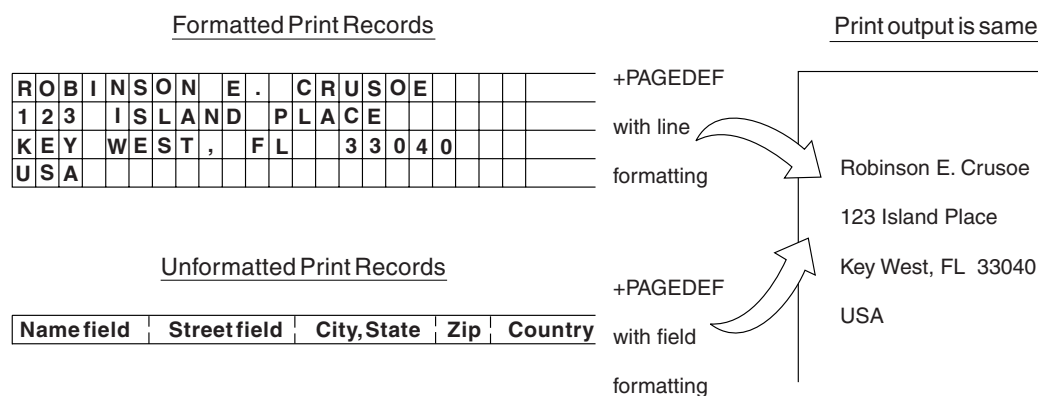 Formatted Print Records
ROBINSON E. CRUSOE
123 ISLAND PLACE
KEY WEST, FL  33040
USA
+PAGEDEF
with line
formatting
Unformatted Print Records
Name field Street field City, State Zip Country
+PAGEDEF
with field
formatting
Print output is same
Robinson E. Crusoe
123 Island Place
Key West, FL  33040
USA